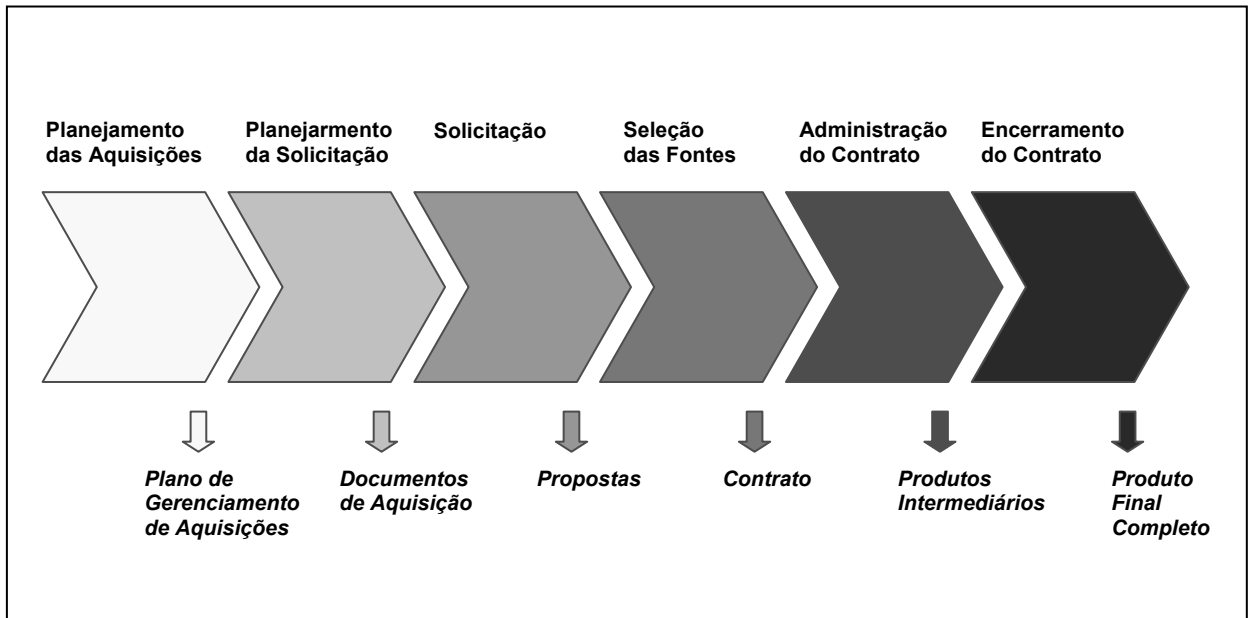 Planejamento
das Aquisições
Planejarmento
da Solicitação
Solicitação
Seleção
das Fontes
Administração
do Contrato
Encerramento
do Contrato
Plano de
Gerenciamento
de Aquisições
Documentos
de Aquisição
Propostas
Contrato
Produtos
Intermediários
Produto
Final
Completo